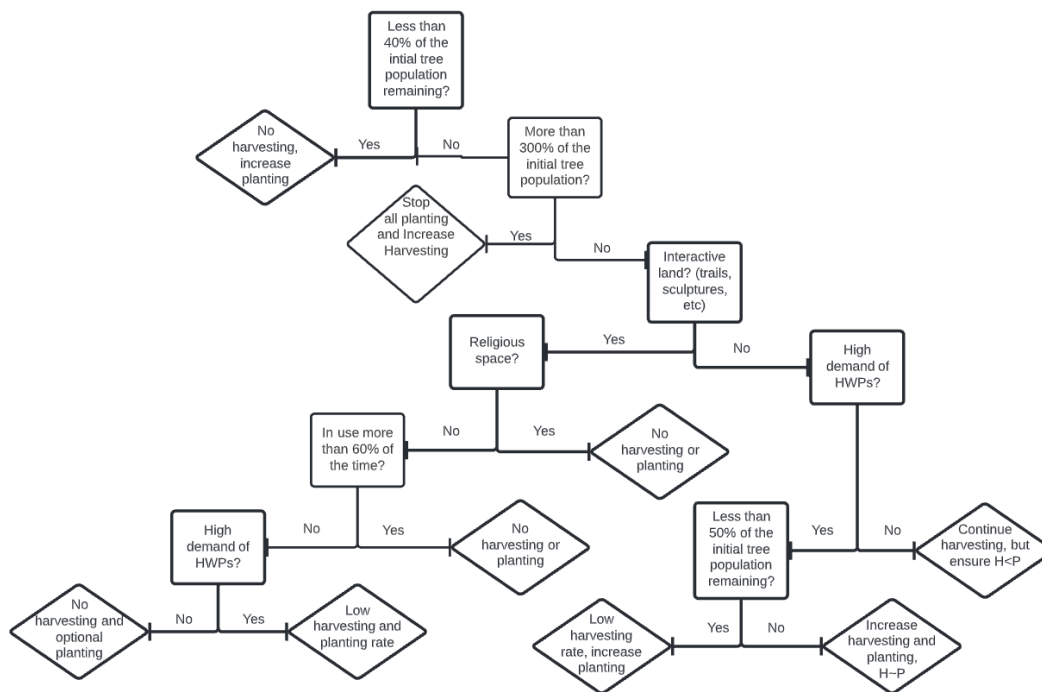 Less than
40% of the
intial tree
population
remaining?
No
harvesting,
increase
planting
Yes
No
More than
300% of the
initial tree
population?
Stop
all planting
and Increase
Harvesting
Yes
No
Interactive
land? (trails,
sculptures,
etc)
Religious
space?
Yes
No
High
demand of
HWPs?
In use more
than 60% of
the time?
No
Yes
No
harvesting or
planting
High
demand of
HWPs?
No
Yes
No
harvesting or
planting
Less than
50% of the
initial tree
population
remaining?
Yes
No
Continue
harvesting, but
ensure H<P
No
harvesting and
optional
planting
No
Yes
Low
harvesting and
planting rate
Low
harvesting
rate, increase
planting
Yes
No
Increase
harvesting and
planting,
H~P